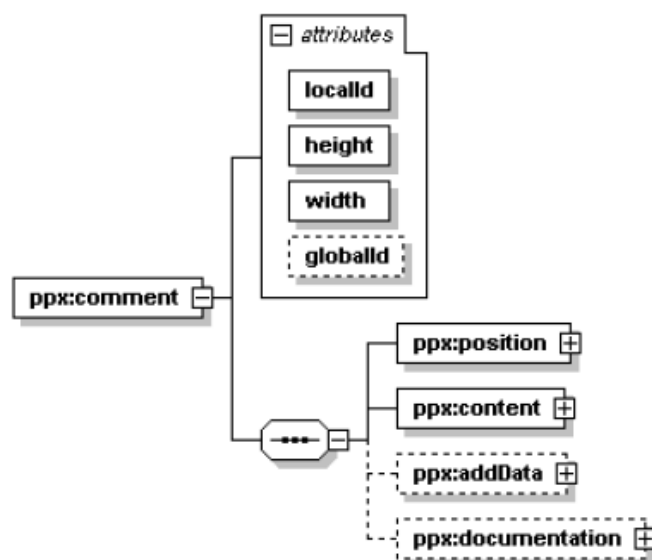 attributes
localId
height
width
globalId
ppx:comment
ppx:position
ppx:content
ppx:addData
ppx:documentation